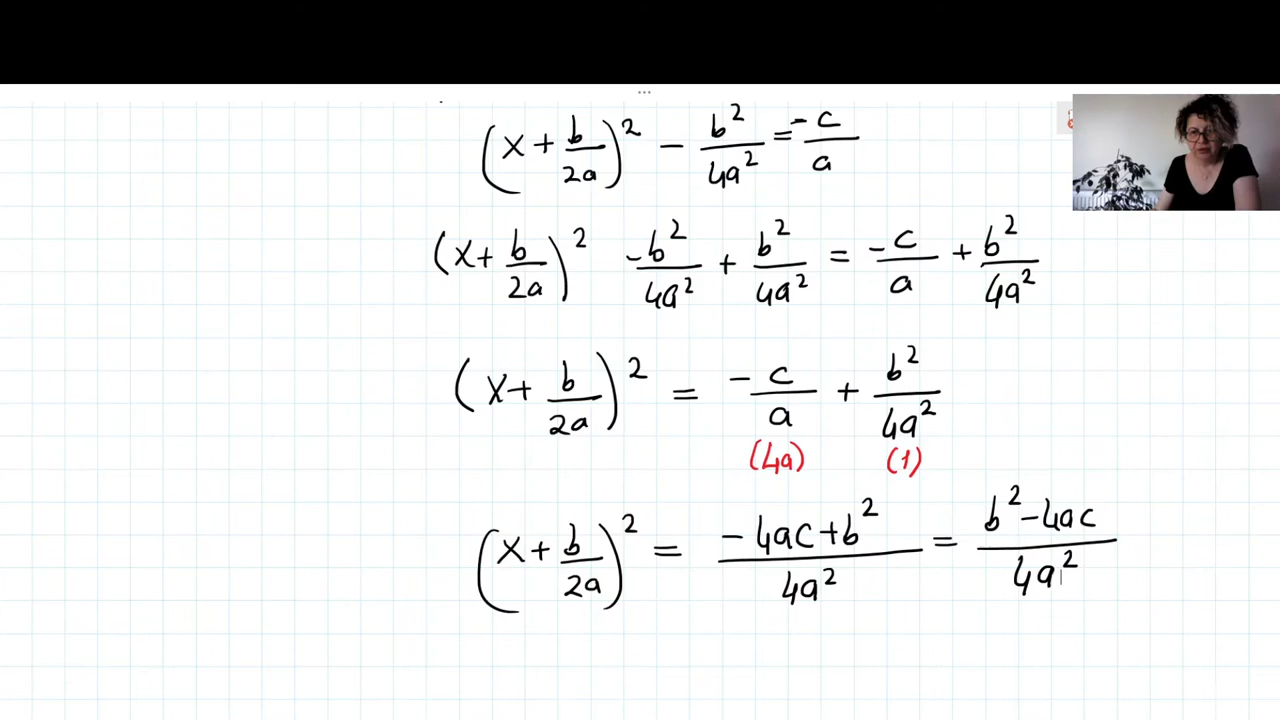 (x + b/2a)² - b²/4a² = -c/a
(x + b/2a)² -b²/4a² + b²/4a² = -c/a + b²/4a²
(x + b/2a)² = -c/a + b²/4a²
(4a) (1)
(x + b/2a)² = -4ac+b²/4a² = b²-4ac/4a²